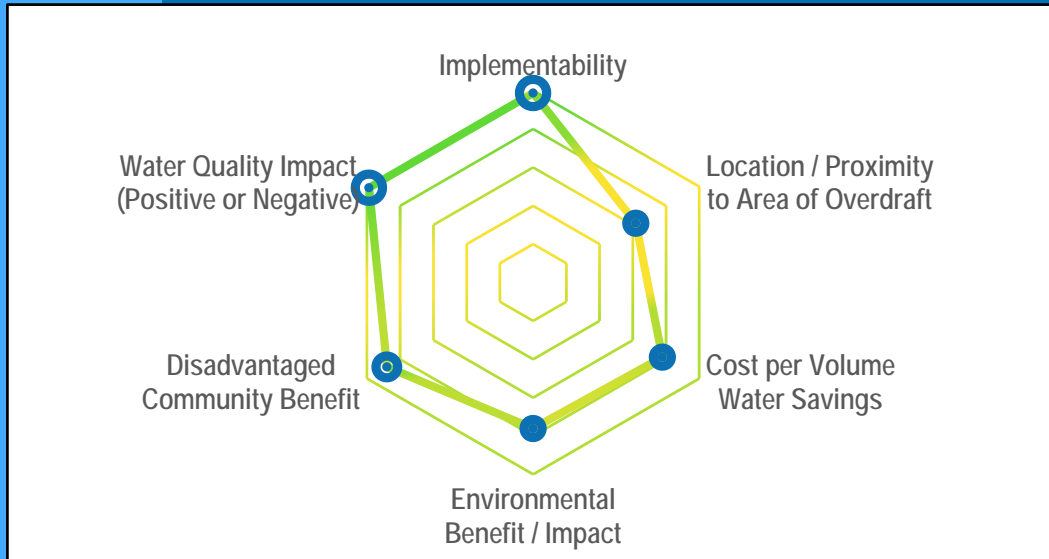 Implementability
Water Quality Impact
(Positive or Negative)
Location / Proximity
to Area of Overdraft
Disadvantaged
Community Benefit
Cost per Volume
Water Savings
Environmental
Benefit / Impact